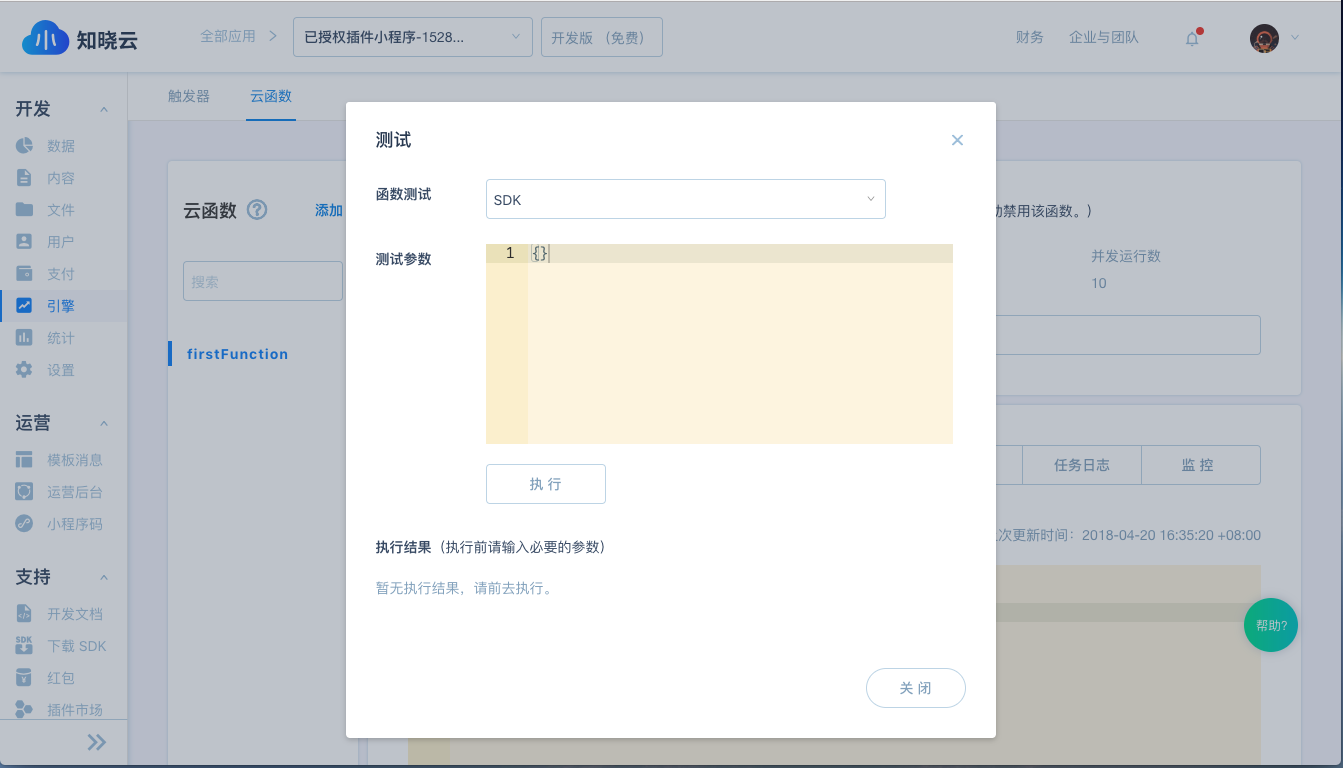 知晓云
全部应用
已授权插件小程序-1528...
开发版 （免费）
财务
企业与团队
开发
数据
内容
文件
用户
支付
引擎
统计
设置
运营
模板消息
运营后台
小程序码
支持
开发文档
下载 SDK
红包
插件市场
触发器
云函数
云函数
添加
搜索
firstFunction
测试
函数测试
SDK
测试参数
1 {}
执 行
执行结果（执行前请输入必要的参数）
暂无执行结果，请前去执行。
关 闭
禁用该函数。）
并发运行数
10
任务日志
监 控
次更新时间：2018-04-20 16:35:20 +08:00
帮助?